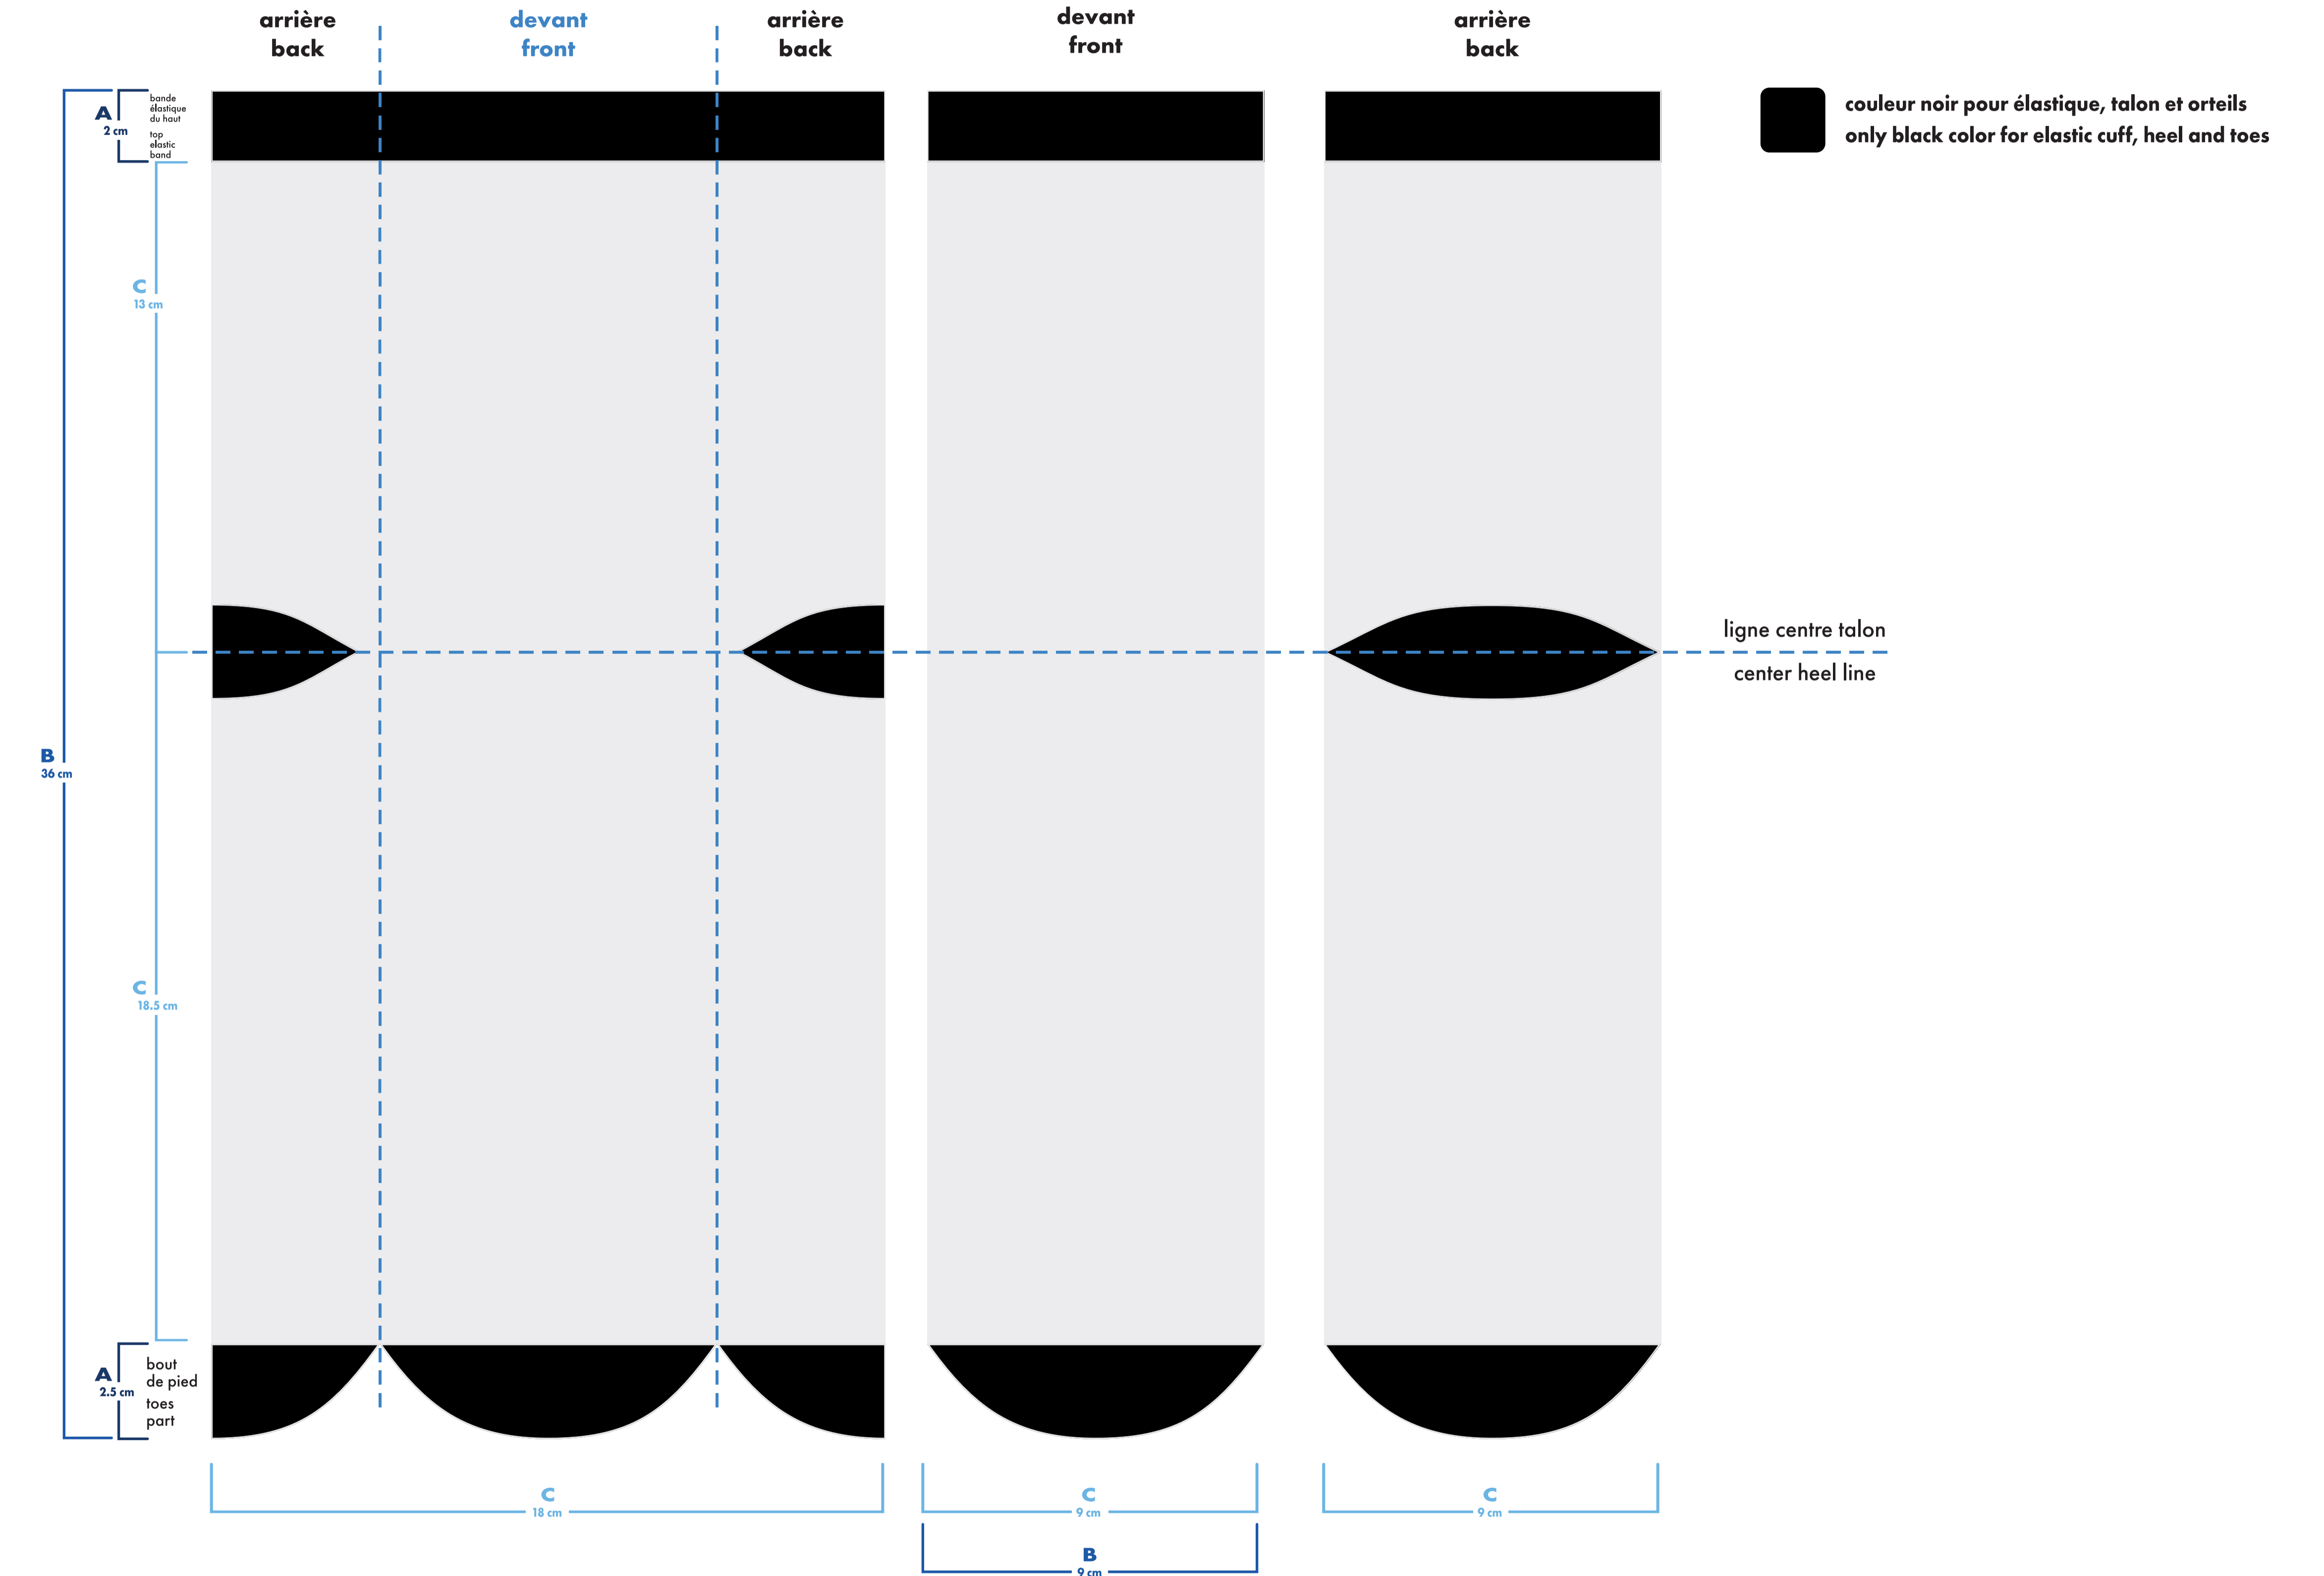 arrière
back
devant
front
arrière
back
devant
front
arrière
back
A
2 cm
bande
élastique
du haut
top
elastic
band
couleur noir pour élastique, talon et orteils
only black color for elastic cuff, heel and toes
C
13 cm
ligne centre talon
center heel line
B
36 cm
C
18.5 cm
A
2.5 cm
bout
de pied
toes
part
C
18 cm
C
9 cm
C
9 cm
B
9 cm